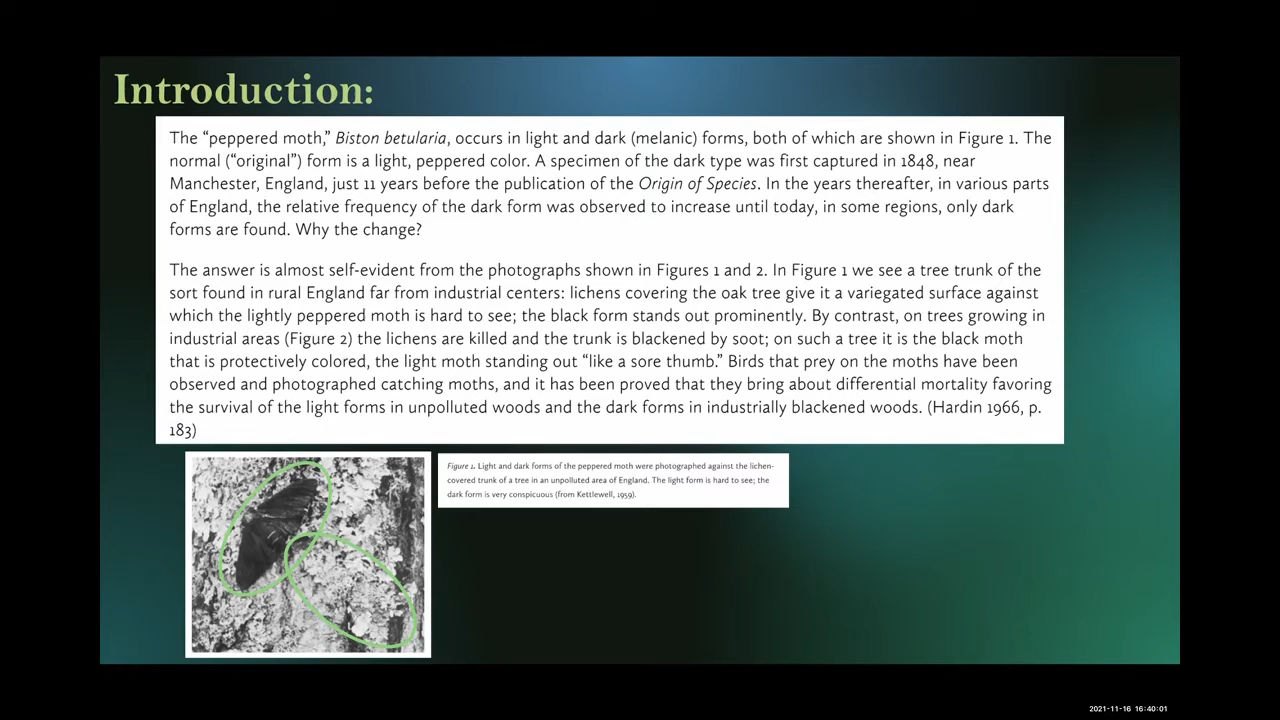 Introduction:
The “peppered moth,” Biston betularia, occurs in light and dark (melanic) forms, both of which are shown in Figure 1. The
normal (“original”) form is a light, peppered color. A specimen of the dark type was first captured in 1848, near
Manchester, England, just 11 years before the publication of the Origin of Species. In the years thereafter, in various parts
of England, the relative frequency of the dark form was observed to increase until today, in some regions, only dark
forms are found. Why the change?
The answer is almost self-evident from the photographs shown in Figures 1 and 2. In Figure 1 we see a tree trunk of the
sort found in rural England far from industrial centers: lichens covering the oak tree give it a variegated surface against
which the lightly peppered moth is hard to see; the black form stands out prominently. By contrast, on trees growing in
industrial areas (Figure 2) the lichens are killed and the trunk is blackened by soot; on such a tree it is the black moth
that is protectively colored, the light moth standing out “like a sore thumb.” Birds that prey on the moths have been
observed and photographed catching moths, and it has been proved that they bring about differential mortality favoring
the survival of the light forms in unpolluted woods and the dark forms in industrially blackened woods. (Hardin 1966, p.
183)
Figure 1. Light and dark forms of the peppered moth were photographed against the lichen-
covered trunk of a tree in an unpolluted area of England. The light form is hard to see; the
dark form is very conspicuous (from Kettlewell, 1959).
2021-11-16 16:40:01